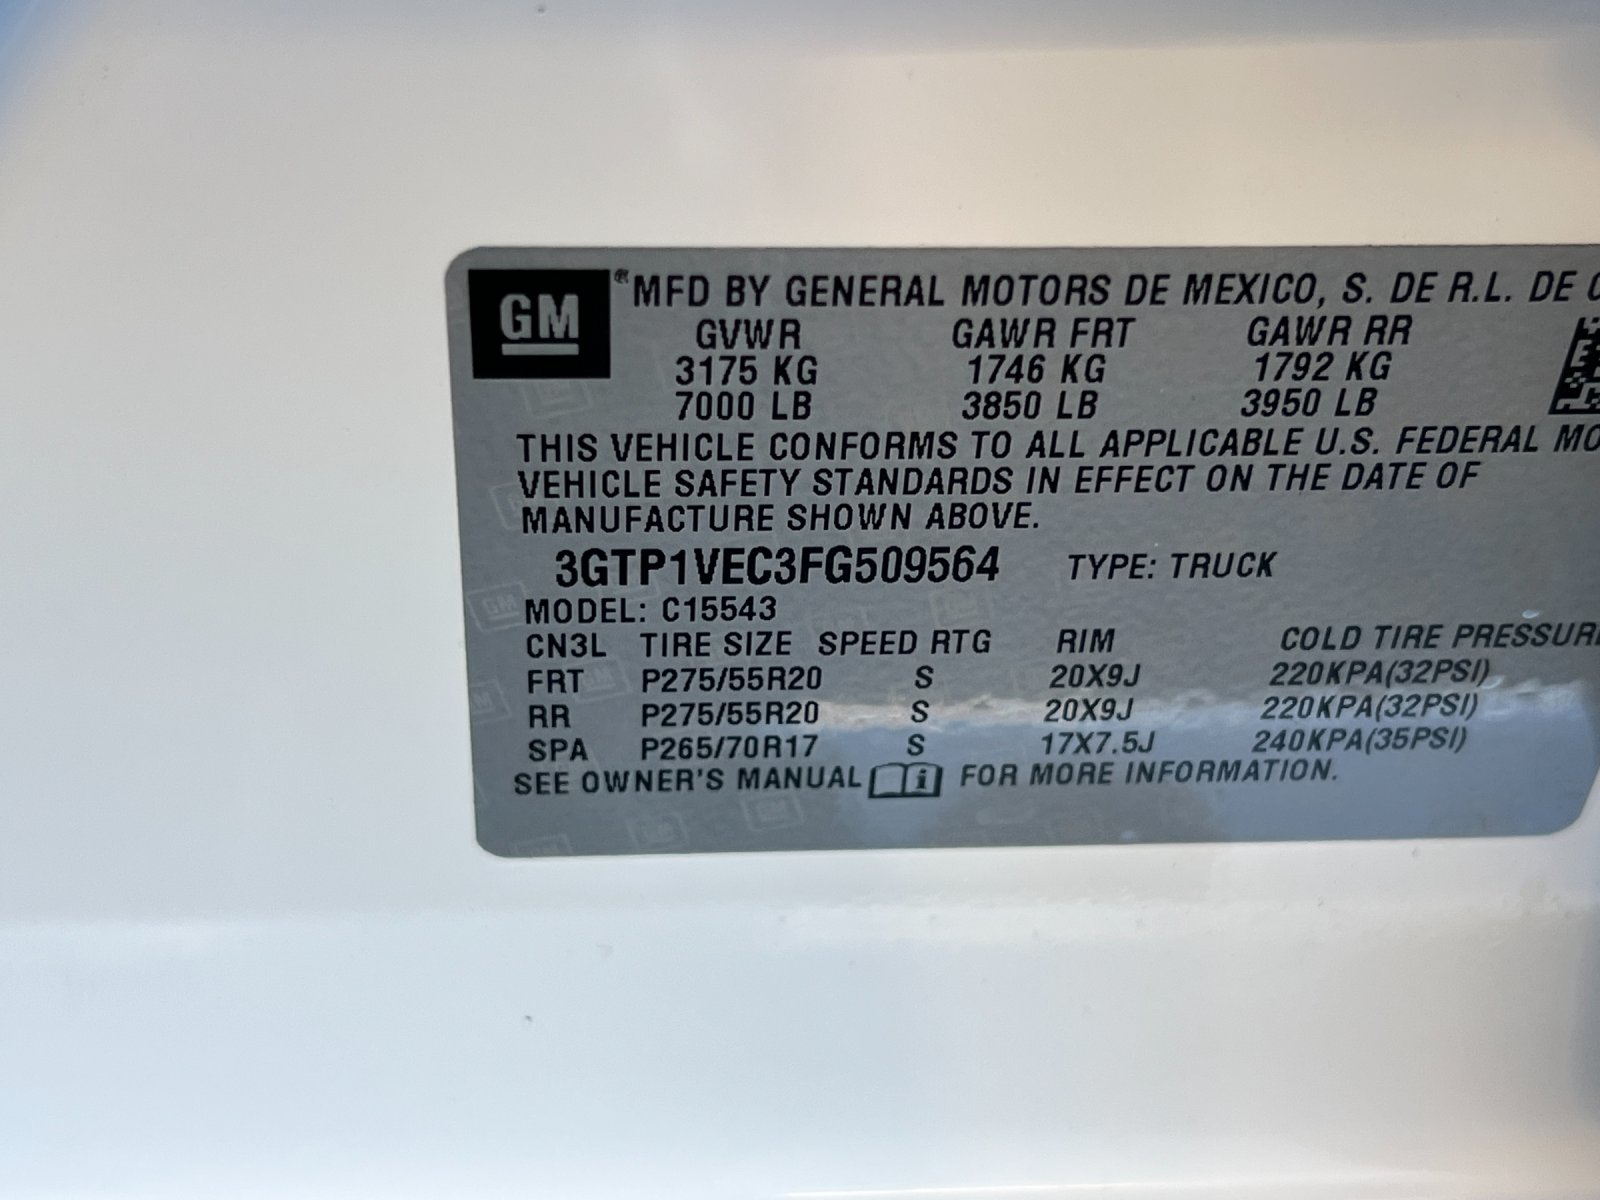 GM ® MFD BY GENERAL MOTORS DE MEXICO, S. DE R.L. DE
GVWR GAWR FRT GAWR RR
3175 KG 1746 KG 1792 KG
7000 LB 3850 LB 3950 LB
THIS VEHICLE CONFORMS TO ALL APPLICABLE U.S. FEDERAL MO
VEHICLE SAFETY STANDARDS IN EFFECT ON THE DATE OF
MANUFACTURE SHOWN ABOVE.
3GTP1VEC3FG509564 TYPE: TRUCK
MODEL: C15543
CN3L TIRE SIZE SPEED RTG RIM COLD TIRE PRESSUR
FRT P275/55R20 S 20X9J 220KPA(32PSI)
RR P275/55R20 S 20X9J 220KPA(32PSI)
SPA P265/70R17 S 17X7.5J 240KPA(35PSI)
SEE OWNER'S MANUAL i FOR MORE INFORMATION.